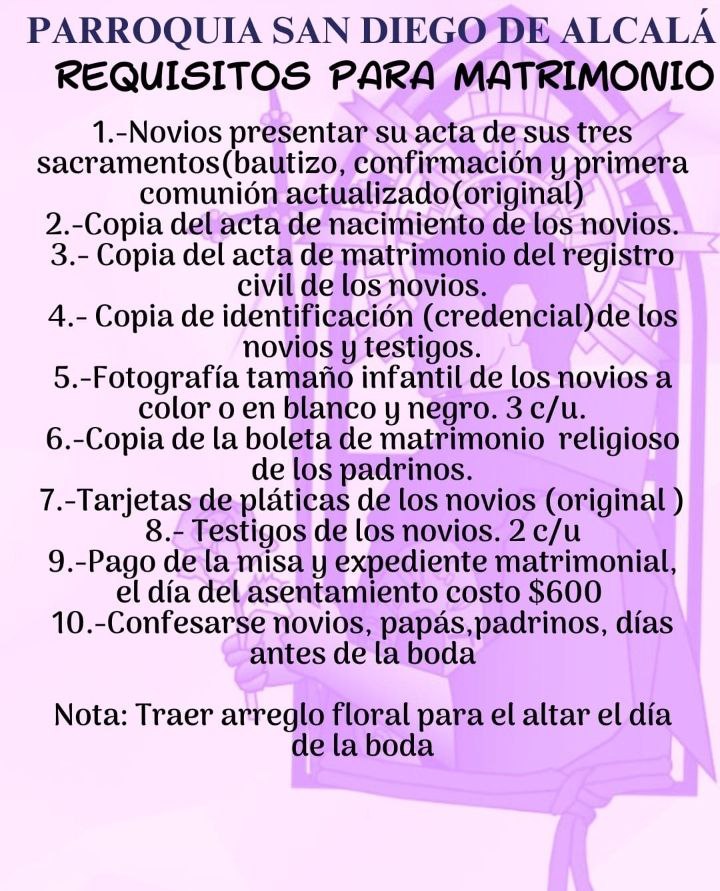 PARROQUIA SAN DIEGO DE ALCALÁ
REQUISITOS PARA MATRIMONIO
1.-Novios presentar su acta de sus tres
sacramentos(bautizo, confirmación y primera
comunión actualizado(original)
2.-Copia del acta de nacimiento de los novios.
3.- Copia del acta de matrimonio del registro
civil de los novios.
4.- Copia de identificación (credencial)de los
novios y testigos.
5.-Fotografía tamaño infantil de los novios a
color o en blanco y negro. 3 c/u.
6.-Copia de la boleta de matrimonio religioso
de los padrinos.
7.-Tarjetas de pláticas de los novios (original )
8.- Testigos de los novios. 2 c/u
9.-Pago de la misa y expediente matrimonial,
el día del asentamiento costo $600
10.-Confesarse novios, papás,padrinos, días
antes de la boda
Nota: Traer arreglo floral para el altar el día
de la boda